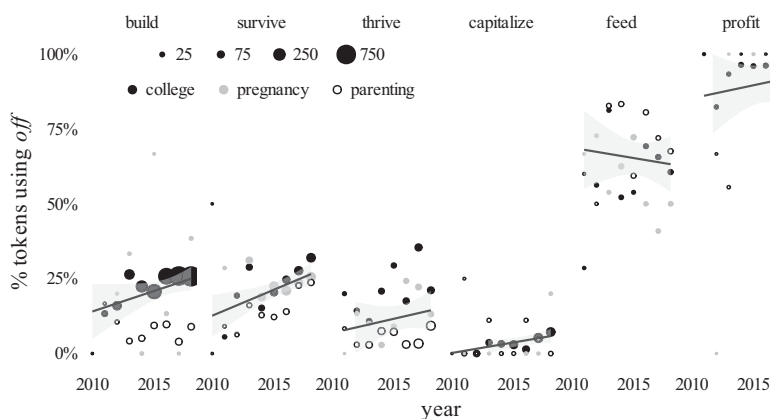 build survive thrive capitalize feed profit
100%
25 75 250 750
college pregnancy parenting
75%
50%
25%
0%
% tokens using off
2010 2015 2010 2015 2010 2015 2010 2015 2010 2015 2010 2015
year